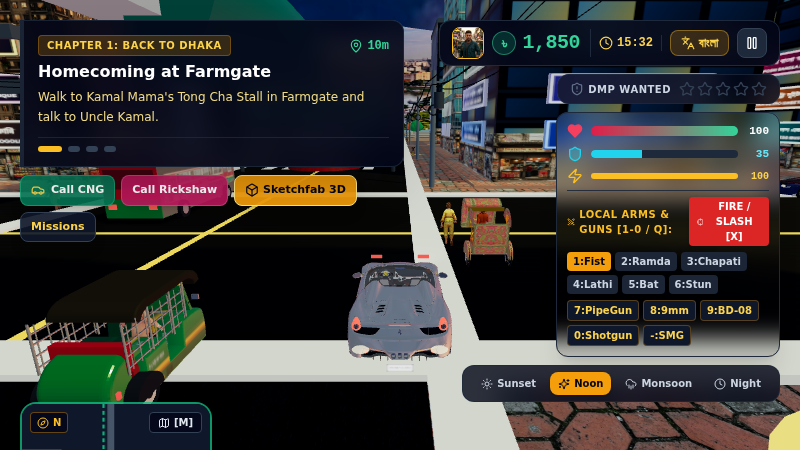 CHAPTER 1: BACK TO DHAKA
10m
Homecoming at Farmgate
Walk to Kamal Mama's Tong Cha Stall in Farmgate and
talk to Uncle Kamal.
Call CNG
Call Rickshaw
Sketchfab 3D
Missions
৳ 1,850
15:32
বাংলা
DMP WANTED
100
35
100
LOCAL ARMS &
GUNS [1-0 / Q]:
FIRE /
SLASH
[X]
1:Fist 2:Ramda 3:Chapati
4:Lathi 5:Bat 6:Stun
7:PipeGun 8:9mm 9:BD-08
0:Shotgun -:SMG
Sunset Noon Monsoon Night
N [M]